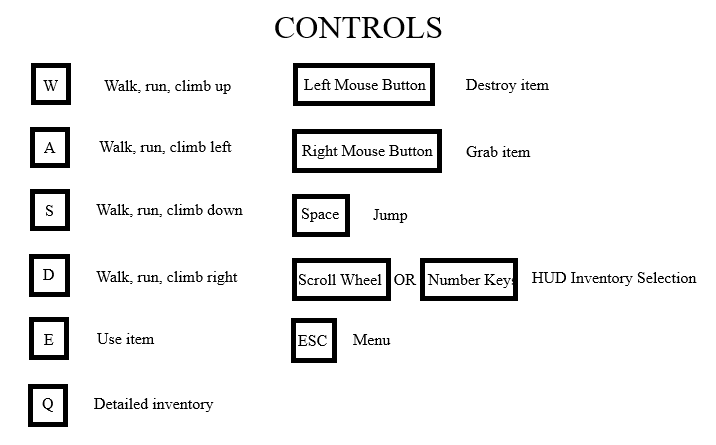 CONTROLS
W Walk, run, climb up
A Walk, run, climb left
S Walk, run, climb down
D Walk, run, climb right
E Use item
Q Detailed inventory
Left Mouse Button Destroy item
Right Mouse Button Grab item
Space Jump
Scroll Wheel OR Number Keys HUD Inventory Selection
ESC Menu